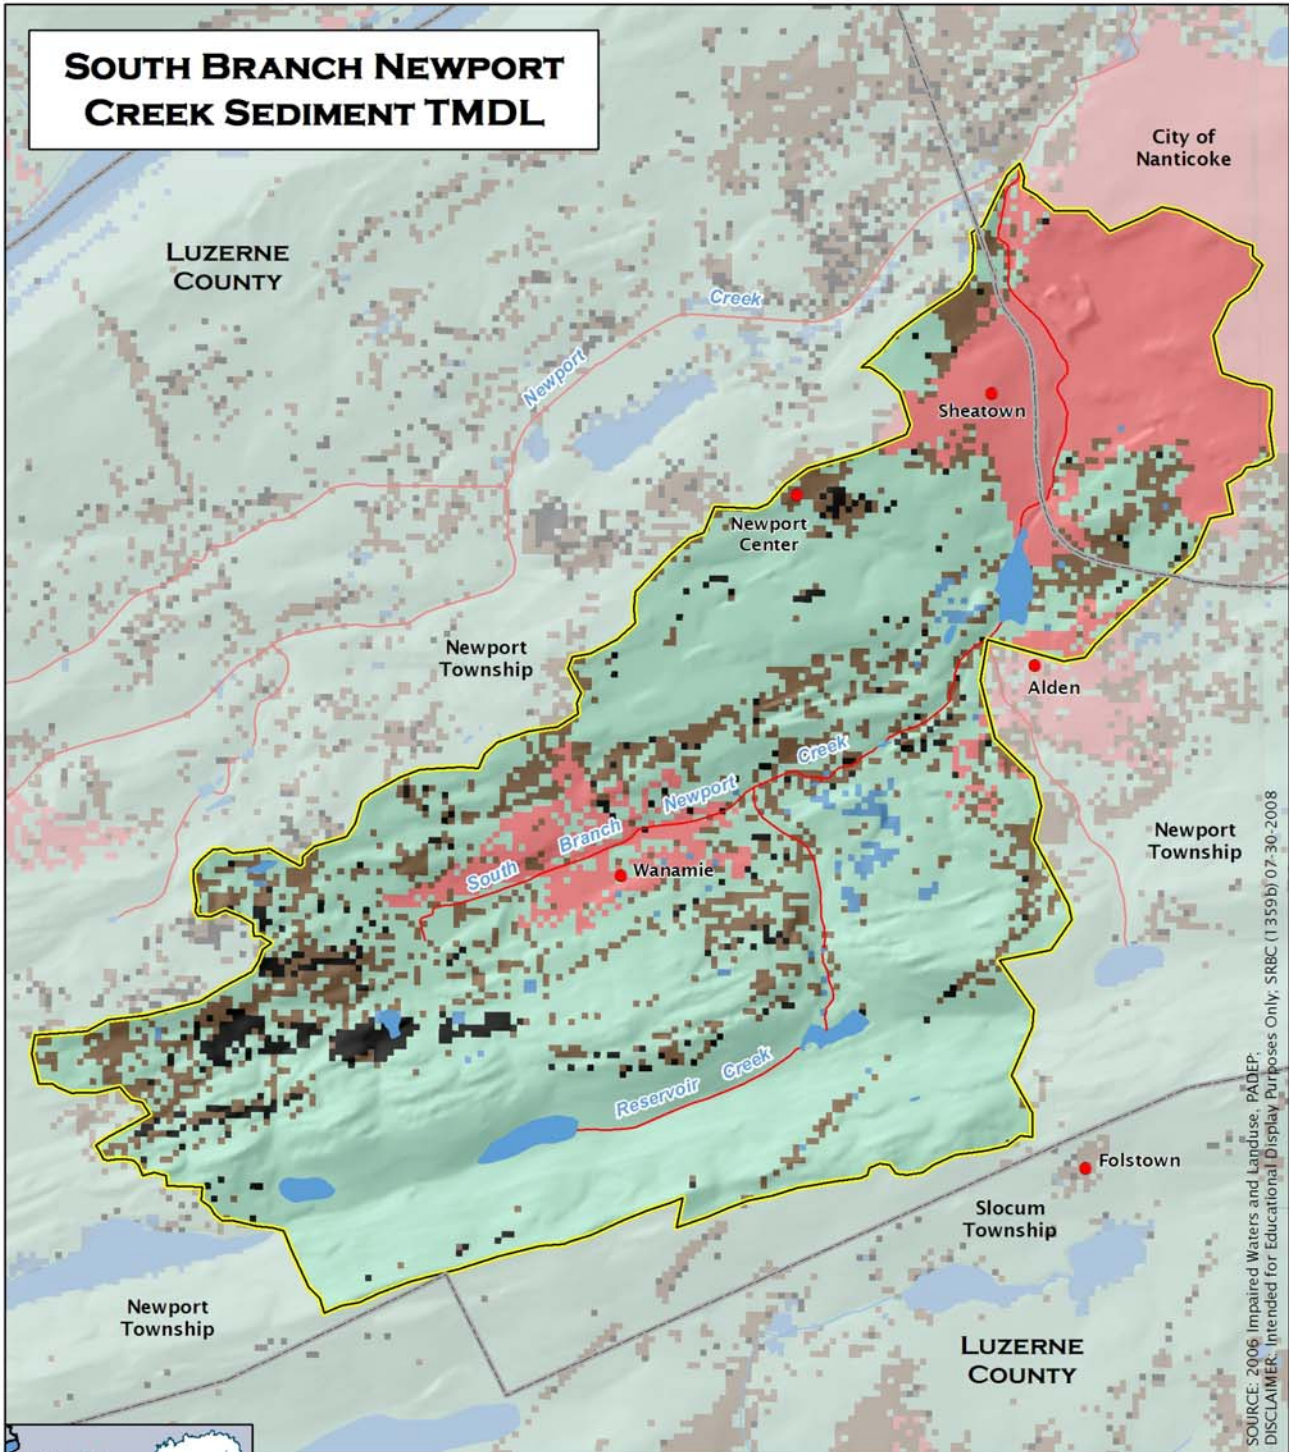 SOUTH BRANCH NEWPORT
CREEK SEDIMENT TMDL
City of
Nanticoke
LUZERNE
COUNTY
Creek
Newport
Sheatown
Newport
Center
Newport
Township
Alden
Creek
Newport
Branch
South
Wanamie
Newport
Township
Reservoir Creek
Folstown
Slocum
Township
Newport
Township
LUZERNE
COUNTY
SOURCE: 2006 Impaired Waters and Landuse, PADEP;
DISCLAIMER: Intended for Educational Display Purposes Only; SRBC (1359b) 07-30-2008